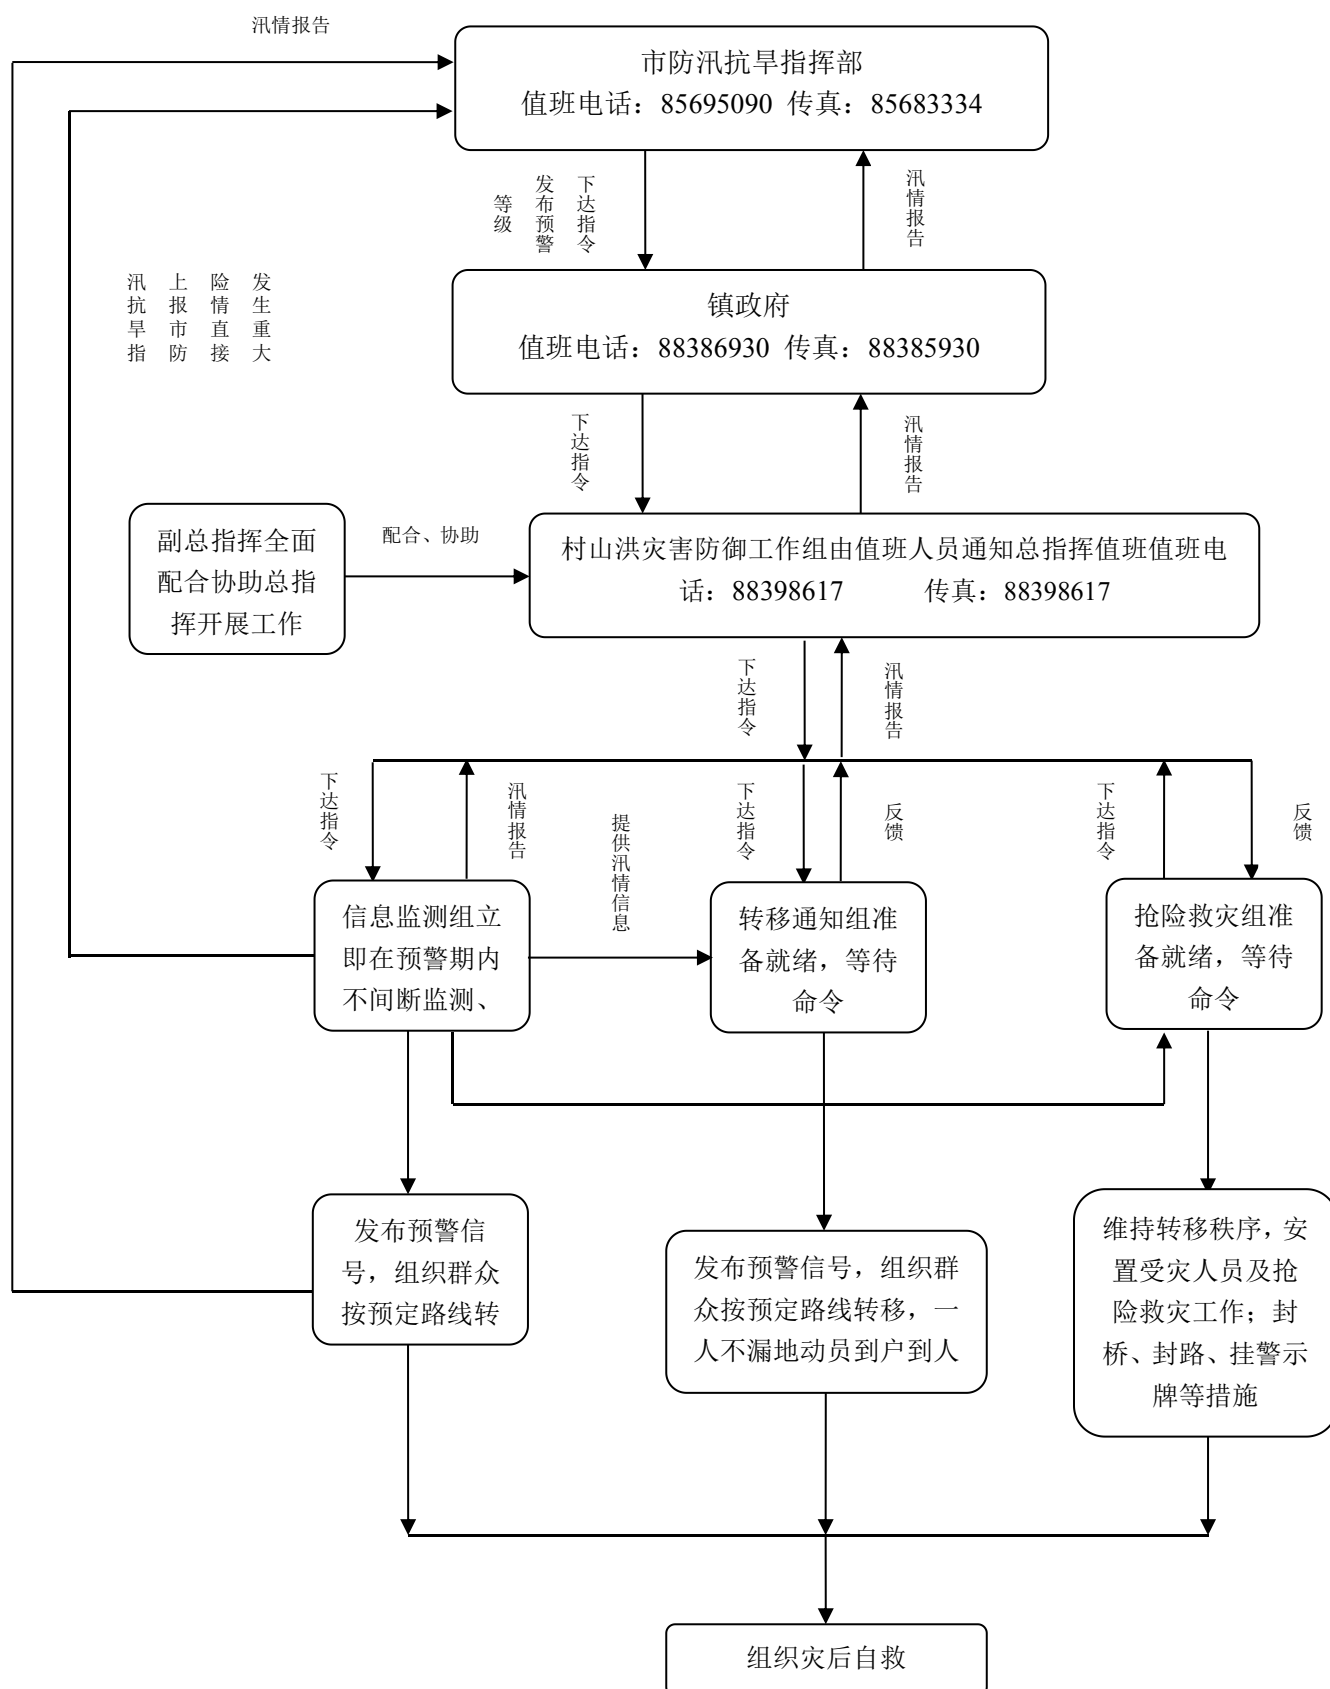 汛情报告
市防汛抗旱指挥部
值班电话：85695090 传真：85683334
下达指令
发布预警
等级
汛情报告
发生重大
险情直接
上报市防
汛抗旱指
镇政府
值班电话：88386930 传真：88385930
下达指令
汛情报告
副总指挥全面
配合协助总指
挥开展工作
配合、协助
村山洪灾害防御工作组由值班人员通知总指挥值班值班电
话：88398617 传真：88398617
下达指令
汛情报告
下达指令
汛情报告
提供汛情信息
下达指令
反馈
下达指令
反馈
信息监测组立
即在预警期内
不间断监测、
转移通知组准
备就绪，等待
命令
抢险救灾组准
备就绪，等待
命令
发布预警信
号，组织群众
按预定路线转
发布预警信号，组织群
众按预定路线转移，一
人不漏地动员到户到人
维持转移秩序，安
置受灾人员及抢
险救灾工作；封
桥、封路、挂警示
牌等措施
组织灾后自救